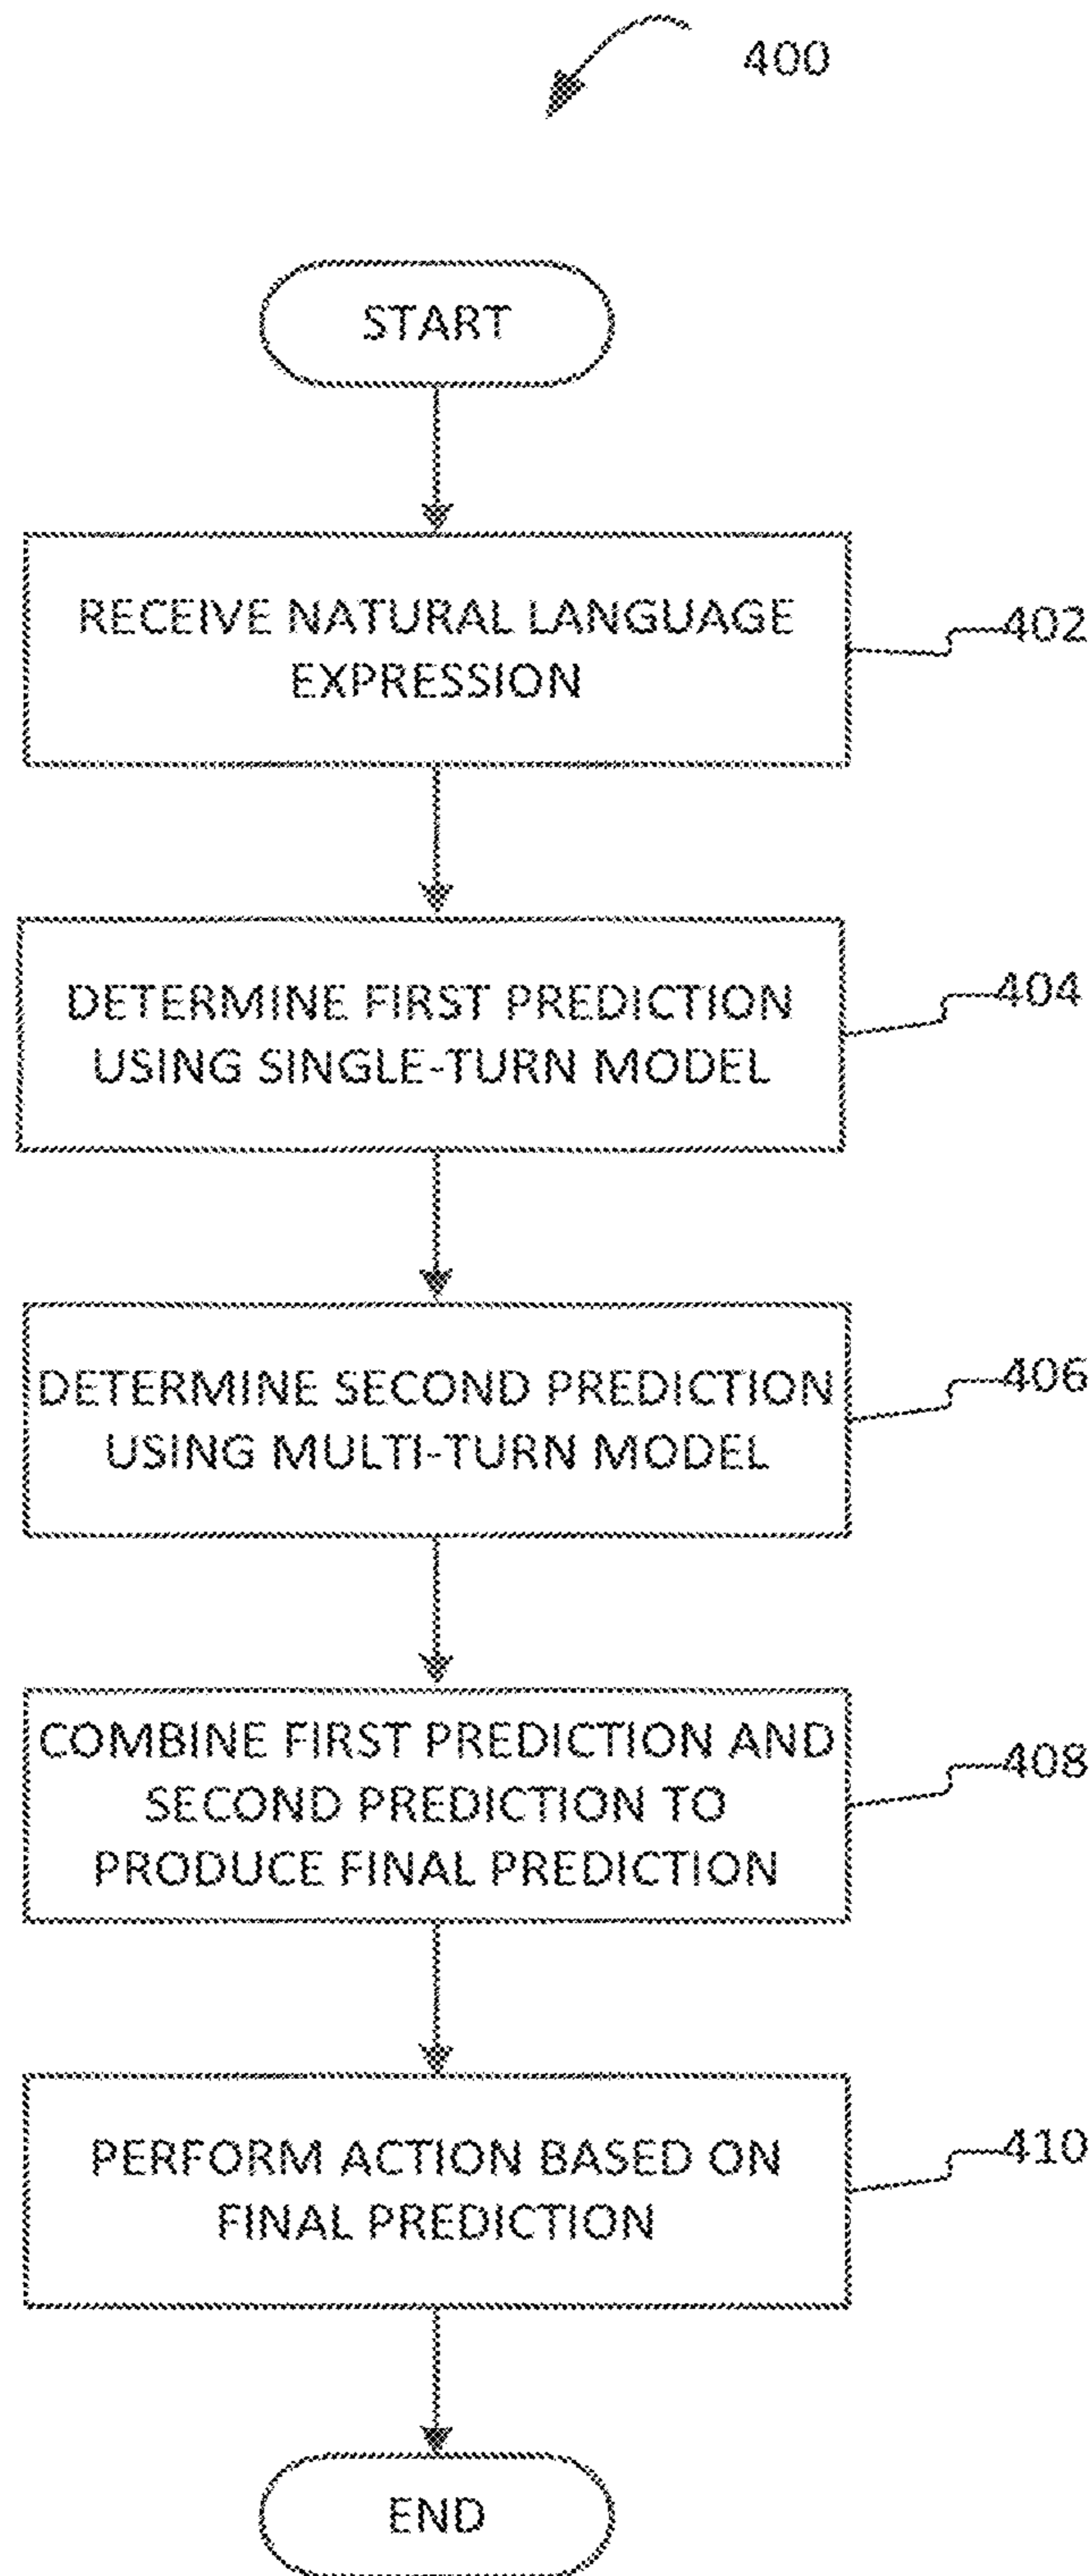 400
START
RECEIVE NATURAL LANGUAGE
EXPRESSION
402
DETERMINE FIRST PREDICTION
USING SINGLE-TURN MODEL
404
DETERMINE SECOND PREDICTION
USING MULTI-TURN MODEL
406
COMBINE FIRST PREDICTION AND
SECOND PREDICTION TO
PRODUCE FINAL PREDICTION
408
PERFORM ACTION BASED ON
FINAL PREDICTION
410
END